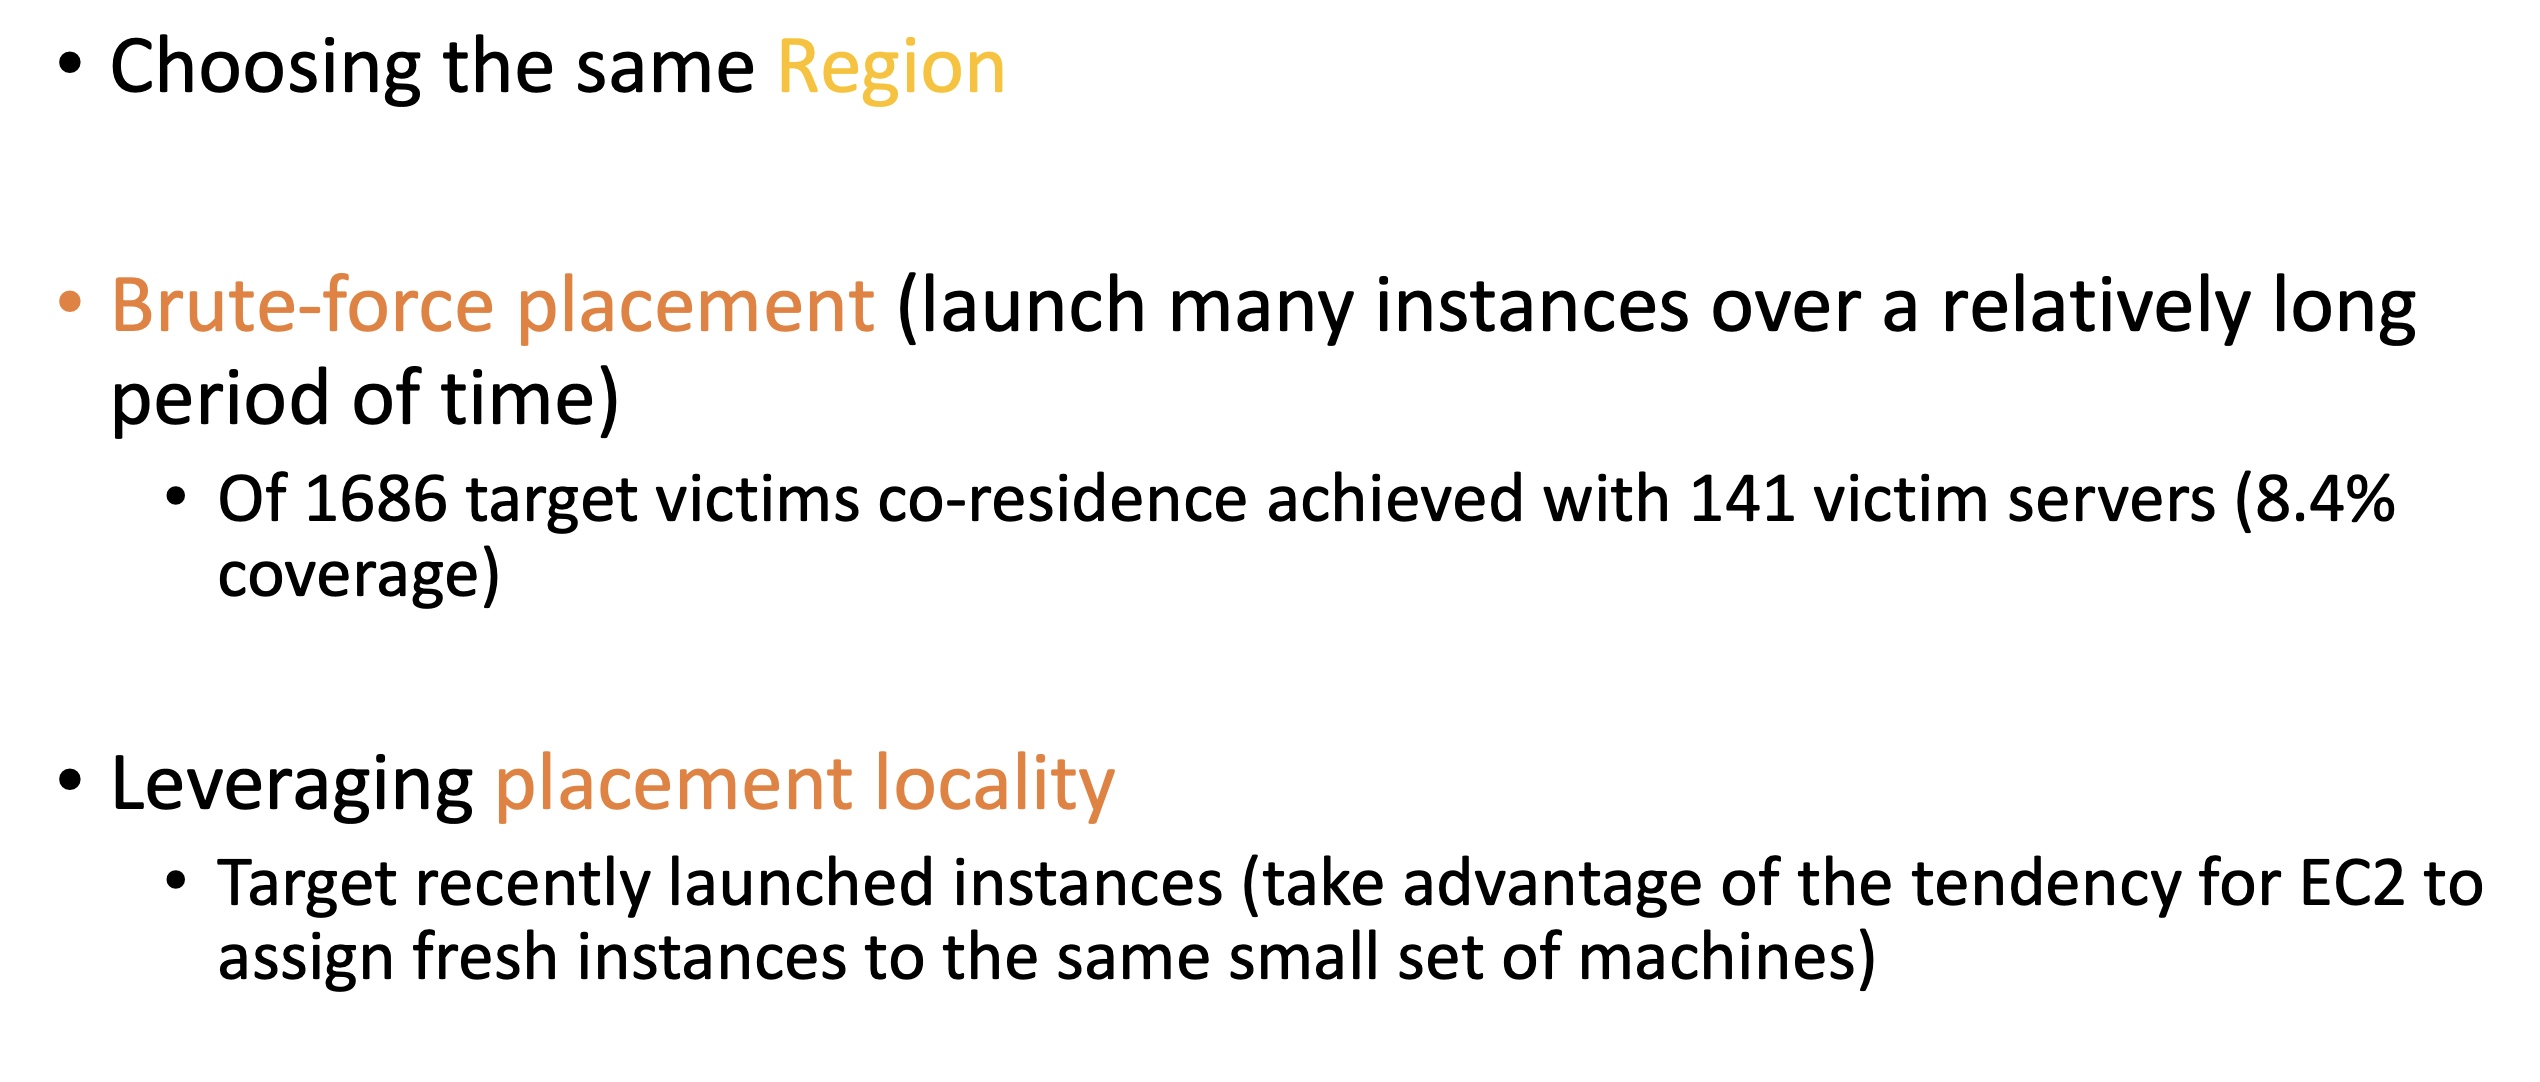 • Choosing the same Region
• Brute-force placement (launch many instances over a relatively long
period of time)
• Of 1686 target victims co-residence achieved with 141 victim servers (8.4%
coverage)
• Leveraging placement locality
• Target recently launched instances (take advantage of the tendency for EC2 to
assign fresh instances to the same small set of machines)